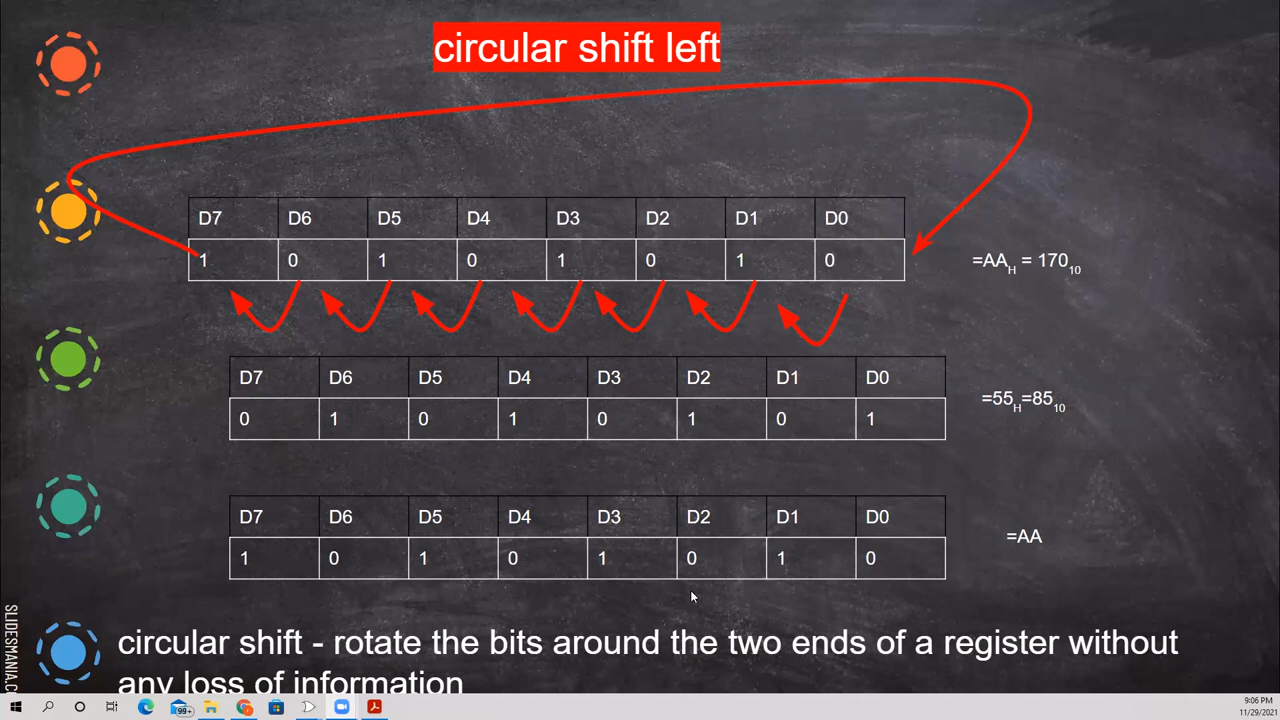 circular shift left
D7 D6 D5 D4 D3 D2 D1 D0
1 0 1 0 1 0 1 0
=AAH = 17010
D7 D6 D5 D4 D3 D2 D1 D0
0 1 0 1 0 1 0 1
=55H=8510
D7 D6 D5 D4 D3 D2 D1 D0
1 0 1 0 1 0 1 0
=AA
circular shift - rotate the bits around the two ends of a register without
any loss of information
SLIDESMANIA.C
99+
9:06 PM
11/29/2021